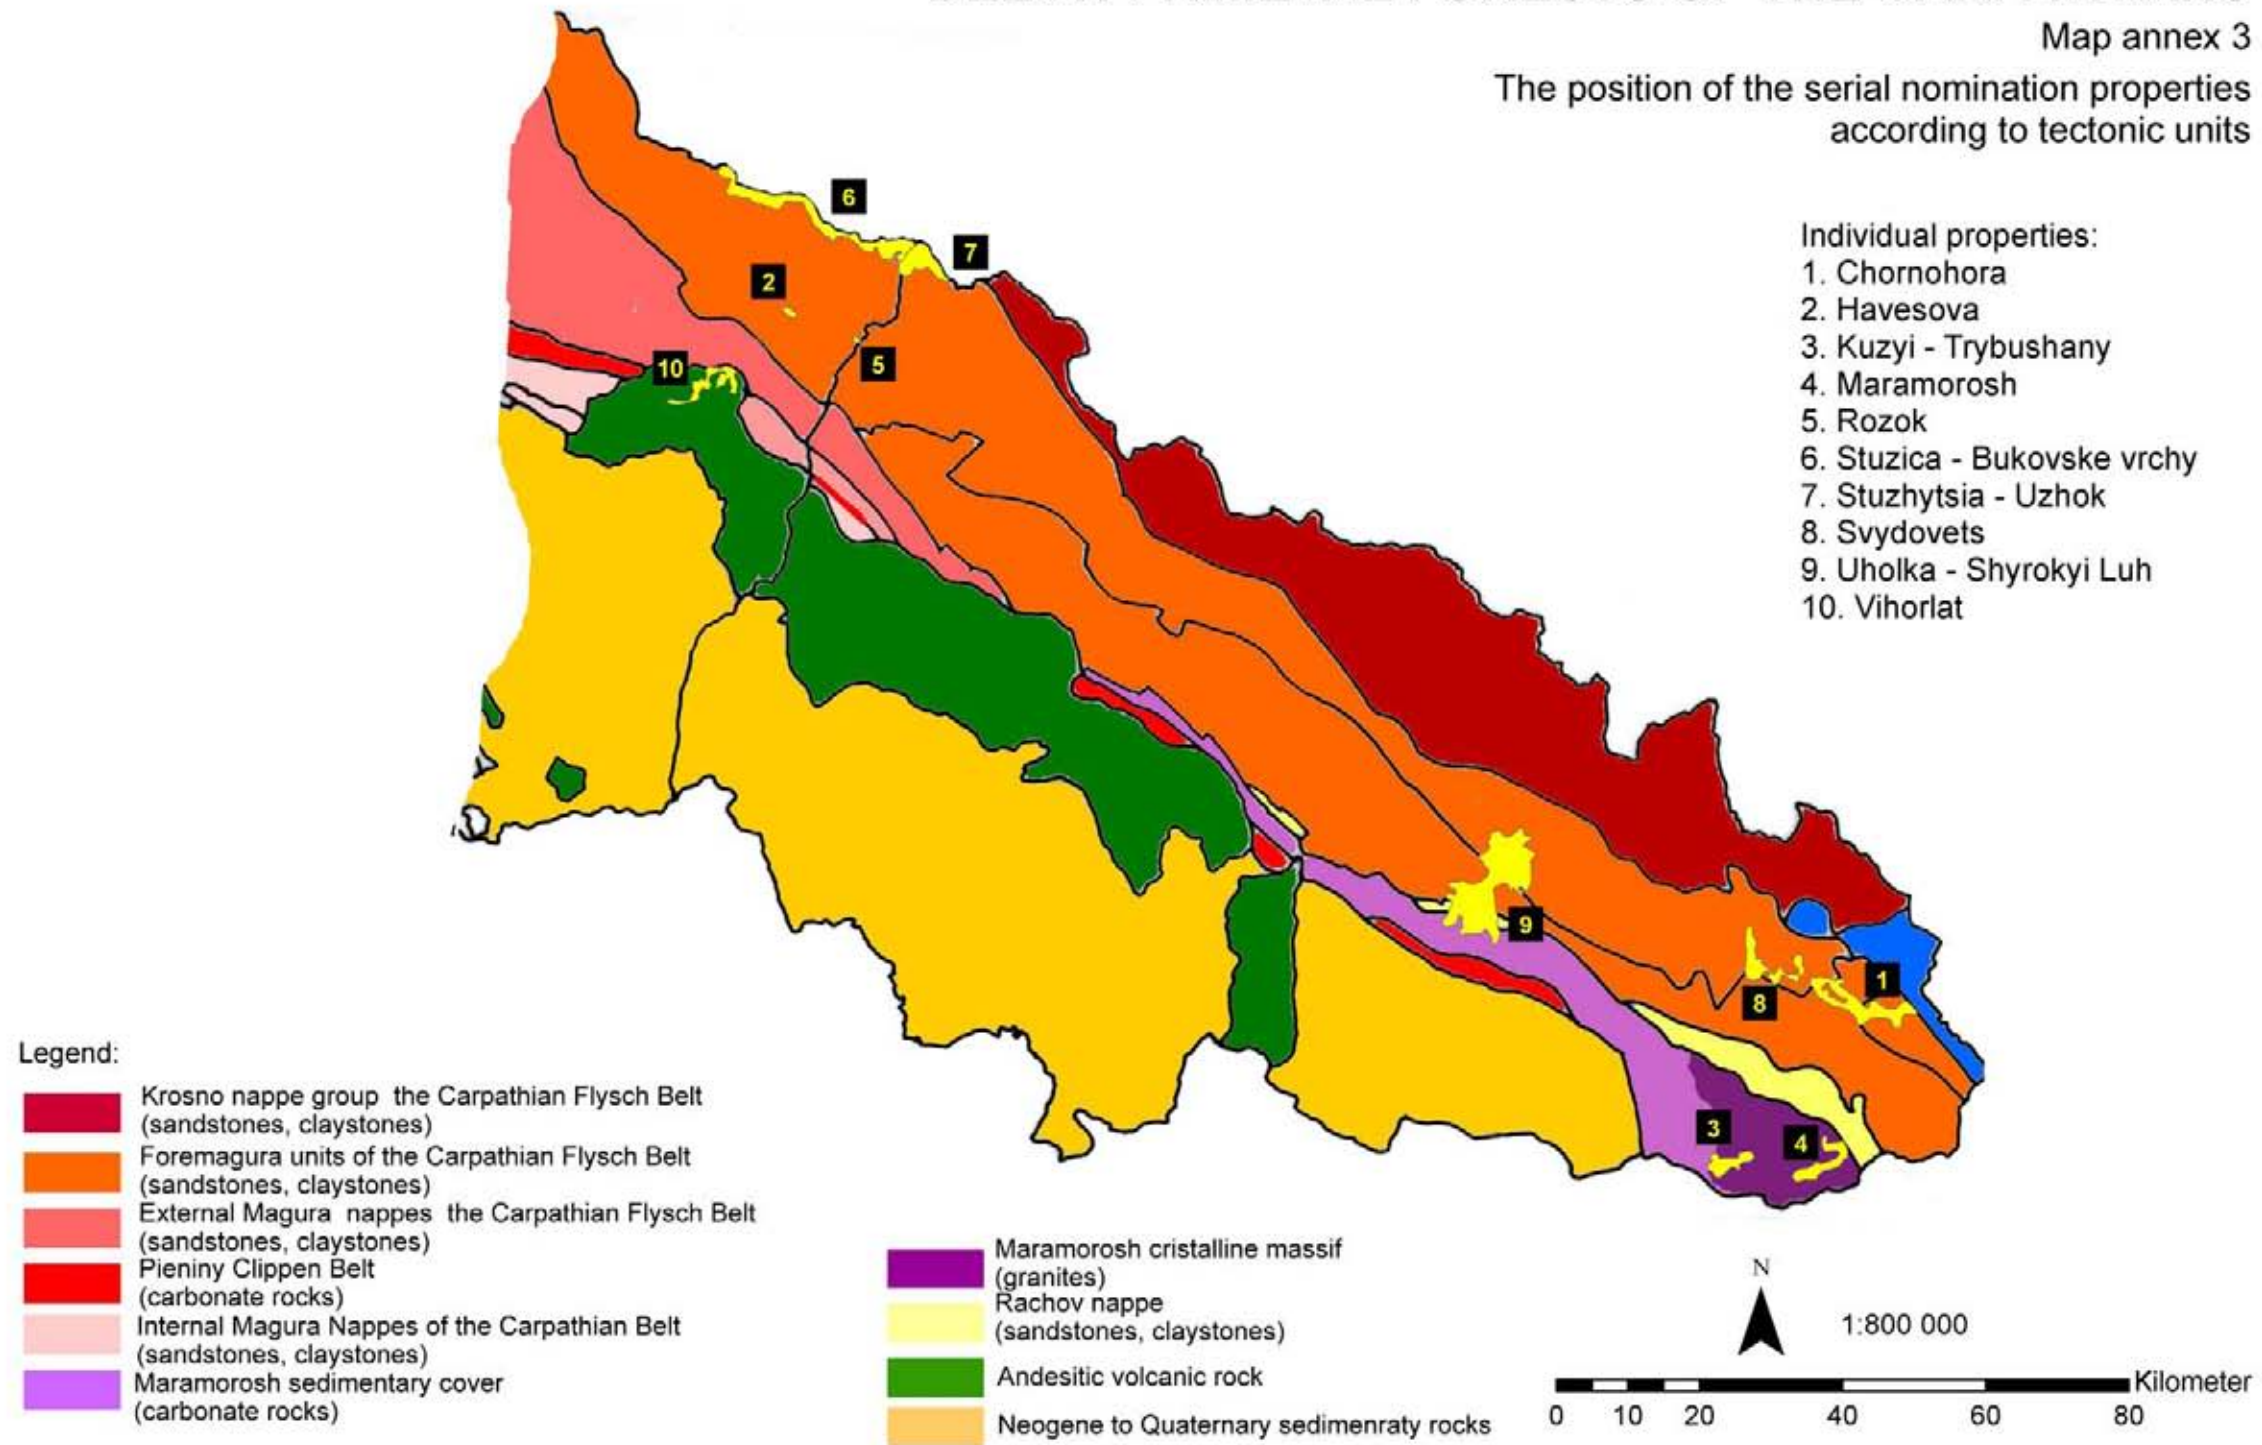 Map annex 3
The position of the serial nomination properties
according to tectonic units
Individual properties:
1. Chornohora
2. Havesova
3. Kuzyi - Trybushany
4. Maramorosh
5. Rozok
6. Stuzica - Bukovske vrchy
7. Stuzhytsia - Uzhok
8. Svydovets
9. Uholka - Shyrokyi Luh
10. Vihorlat
6
7
2
10
5
9
1
8
3
4
Legend:
Krosno nappe group the Carpathian Flysch Belt
(sandstones, claystones)
Foremagura units of the Carpathian Flysch Belt
(sandstones, claystones)
External Magura nappes the Carpathian Flysch Belt
(sandstones, claystones)
Pieniny Clippen Belt
(carbonate rocks)
Internal Magura Nappes of the Carpathian Belt
(sandstones, claystones)
Maramorosh sedimentary cover
(carbonate rocks)
Maramorosh cristalline massif
(granites)
Rachov nappe
(sandstones, claystones)
Andesitic volcanic rock
Neogene to Quaternary sedimenraty rocks
N
1:800 000
Kilometer
0 10 20 40 60 80